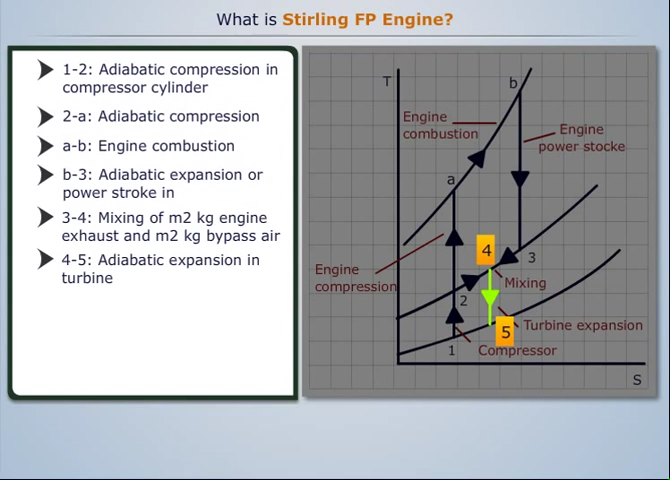 What is Stirling FP Engine?
1-2: Adiabatic compression in
compressor cylinder
2-a: Adiabatic compression
a-b: Engine combustion
b-3: Adiabatic expansion or
power stroke in
3-4: Mixing of m2 kg engine
exhaust and m2 kg bypass air
4-5: Adiabatic expansion in
turbine
T
b
Engine
combustion
Engine
power stocke
a
4
3
Engine
compression
Mixing
2
5
Turbine expansion
1
Compressor
S